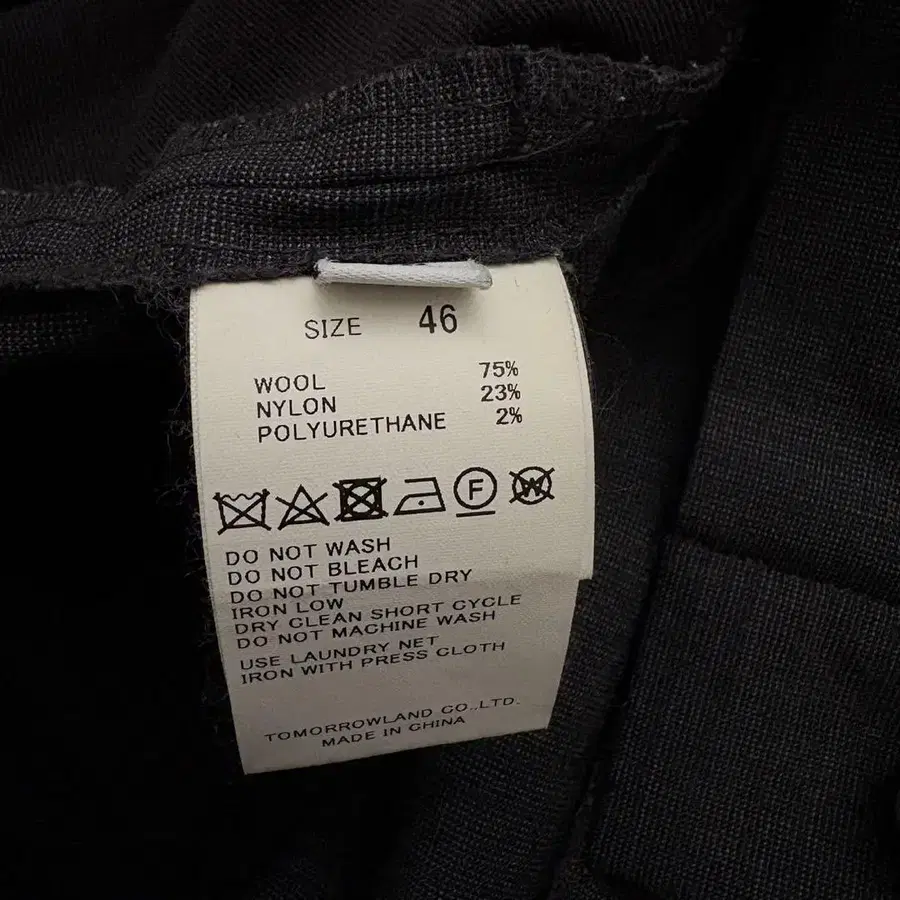 SIZE 46
WOOL 75%
NYLON 23%
POLYURETHANE 2%
F W
DO NOT WASH
DO NOT BLEACH
DO NOT TUMBLE DRY
IRON LOW
DRY CLEAN SHORT CYCLE
DO NOT MACHINE WASH
USE LAUNDRY NET
IRON WITH PRESS CLOTH
TOMORROWLAND CO.,LTD.
MADE IN CHINA